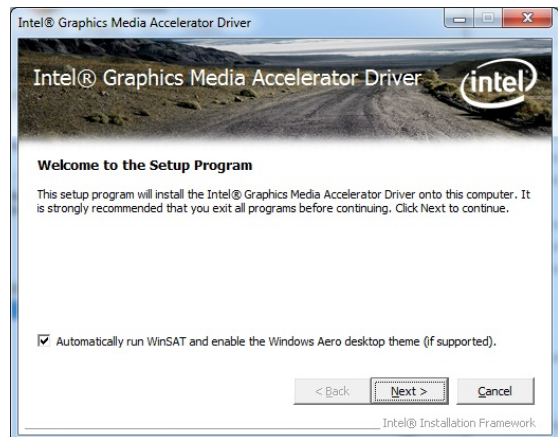 Intel® Graphics Media Accelerator Driver
Intel® Graphics Media Accelerator Driver
intel
Welcome to the Setup Program
This setup program will install the Intel® Graphics Media Accelerator Driver onto this computer. It
is strongly recommended that you exit all programs before continuing. Click Next to continue.
Automatically run WinSAT and enable the Windows Aero desktop theme (if supported).
< Back Next > Cancel
Intel® Installation Framework